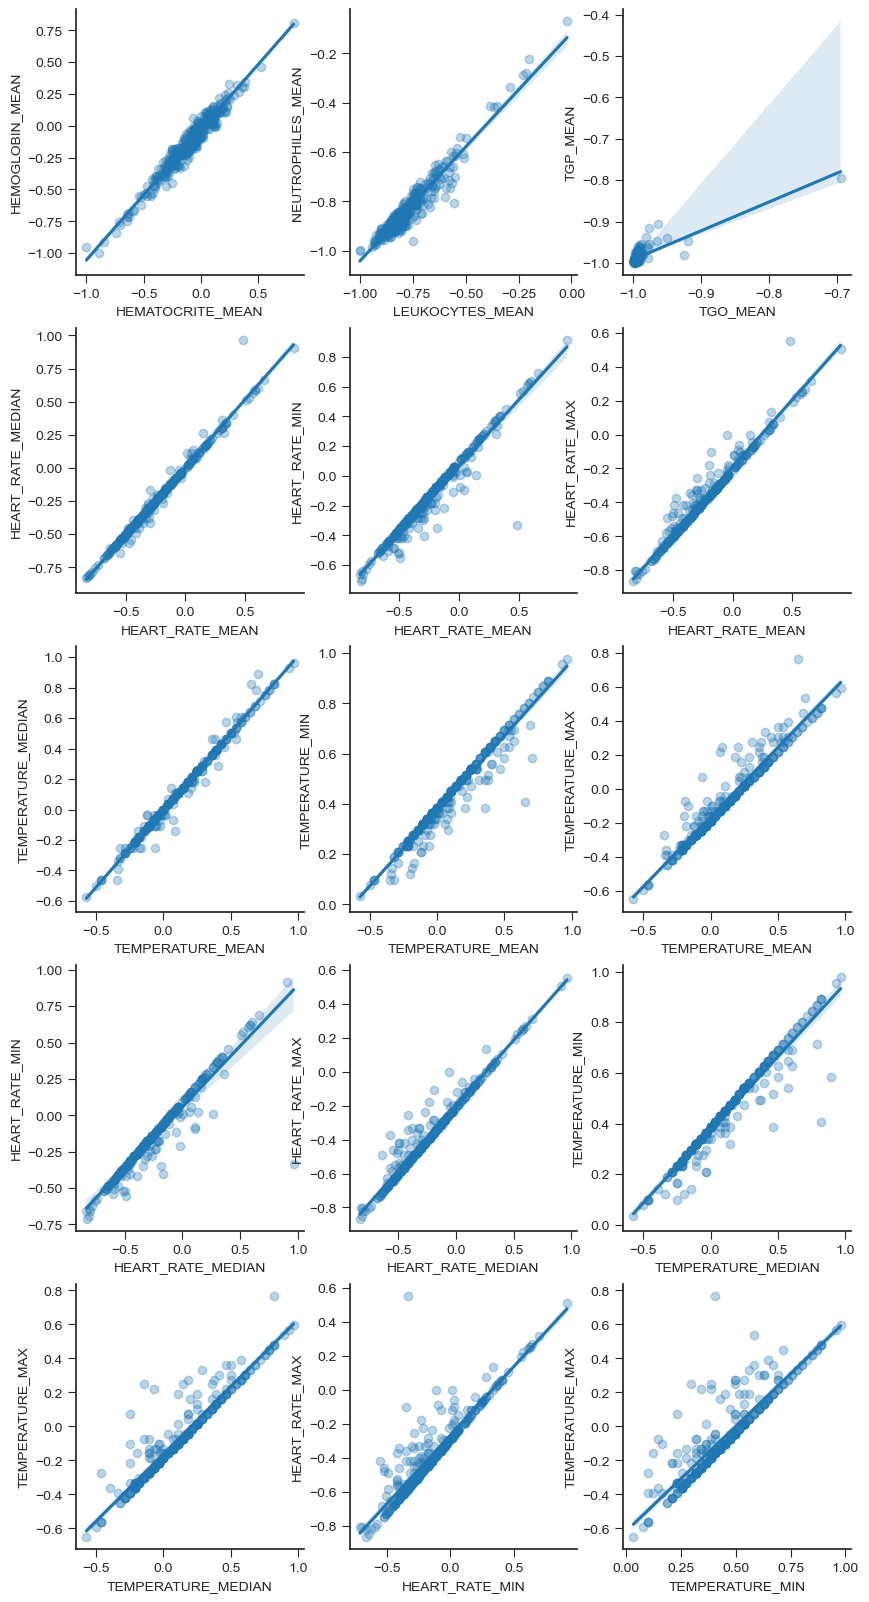 HEMOGLOBIN_MEAN
0.75
0.50
0.25
0.00
−0.25
−0.50
−0.75
−1.00
−1.0 −0.5 0.0 0.5
HEMATOCRITE_MEAN
NEUTROPHILES_MEAN
−0.2
−0.4
−0.6
−0.8
−1.0
−1.00 −0.75 −0.50 −0.25 0.00
LEUKOCYTES_MEAN
TGP_MEAN
−0.4
−0.5
−0.6
−0.7
−0.8
−0.9
−1.0
−1.0 −0.9 −0.8 −0.7
TGO_MEAN
HEART_RATE_MEDIAN
1.00
0.75
0.50
0.25
0.00
−0.25
−0.50
−0.75
−0.5 0.0 0.5
HEART_RATE_MEAN
HEART_RATE_MIN
0.8
0.6
0.4
0.2
0.0
−0.2
−0.4
−0.6
−0.5 0.0 0.5
HEART_RATE_MEAN
HEART_RATE_MAX
0.6
0.4
0.2
0.0
−0.2
−0.4
−0.6
−0.8
−0.5 0.0 0.5
HEART_RATE_MEAN
TEMPERATURE_MEDIAN
1.0
0.8
0.6
0.4
0.2
0.0
−0.2
−0.4
−0.6
−0.5 0.0 0.5 1.0
TEMPERATURE_MEAN
TEMPERATURE_MIN
1.0
0.8
0.6
0.4
0.2
0.0
−0.5 0.0 0.5 1.0
TEMPERATURE_MEAN
TEMPERATURE_MAX
0.8
0.6
0.4
0.2
0.0
−0.2
−0.4
−0.6
−0.5 0.0 0.5 1.0
TEMPERATURE_MEAN
HEART_RATE_MIN
1.00
0.75
0.50
0.25
0.00
−0.25
−0.50
−0.75
−0.5 0.0 0.5 1.0
HEART_RATE_MEDIAN
HEART_RATE_MAX
0.6
0.4
0.2
0.0
−0.2
−0.4
−0.6
−0.8
−0.5 0.0 0.5 1.0
HEART_RATE_MEDIAN
TEMPERATURE_MIN
1.0
0.8
0.6
0.4
0.2
0.0
−0.5 0.0 0.5 1.0
TEMPERATURE_MEDIAN
TEMPERATURE_MAX
0.8
0.6
0.4
0.2
0.0
−0.2
−0.4
−0.6
−0.5 0.0 0.5 1.0
TEMPERATURE_MEDIAN
HEART_RATE_MAX
0.6
0.4
0.2
0.0
−0.2
−0.4
−0.6
−0.8
−0.5 0.0 0.5
HEART_RATE_MIN
TEMPERATURE_MAX
0.8
0.6
0.4
0.2
0.0
−0.2
−0.4
−0.6
0.00 0.25 0.50 0.75 1.00
TEMPERATURE_MIN